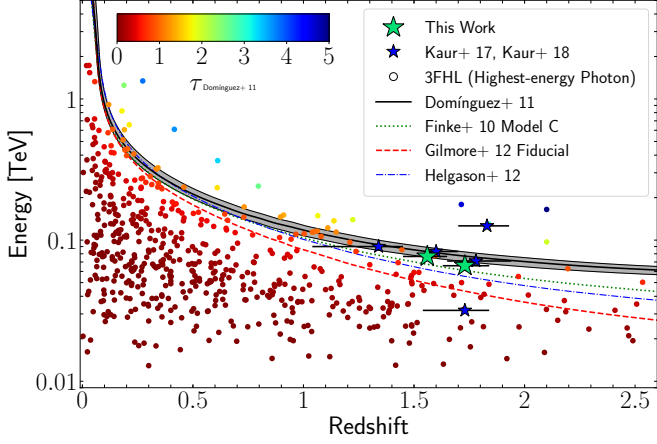 0 1 2 3 4 5
τ Domínguez+ 11
This Work
Kaur+ 17, Kaur+ 18
3FHL (Highest-energy Photon)
Domínguez+ 11
Finke+ 10 Model C
Gilmore+ 12 Fiducial
Helgason+ 12
Energy [TeV]
1
0.1
0.01
0 0.5 1 1.5 2 2.5
Redshift